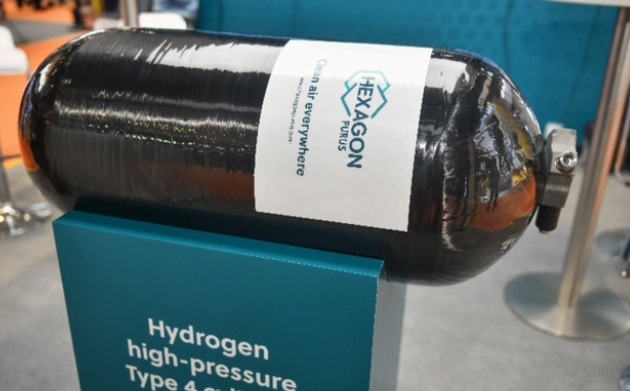 HEXAGON
PURUS
Clean air everywhere
Hydrogen
high-pressure
Type 4